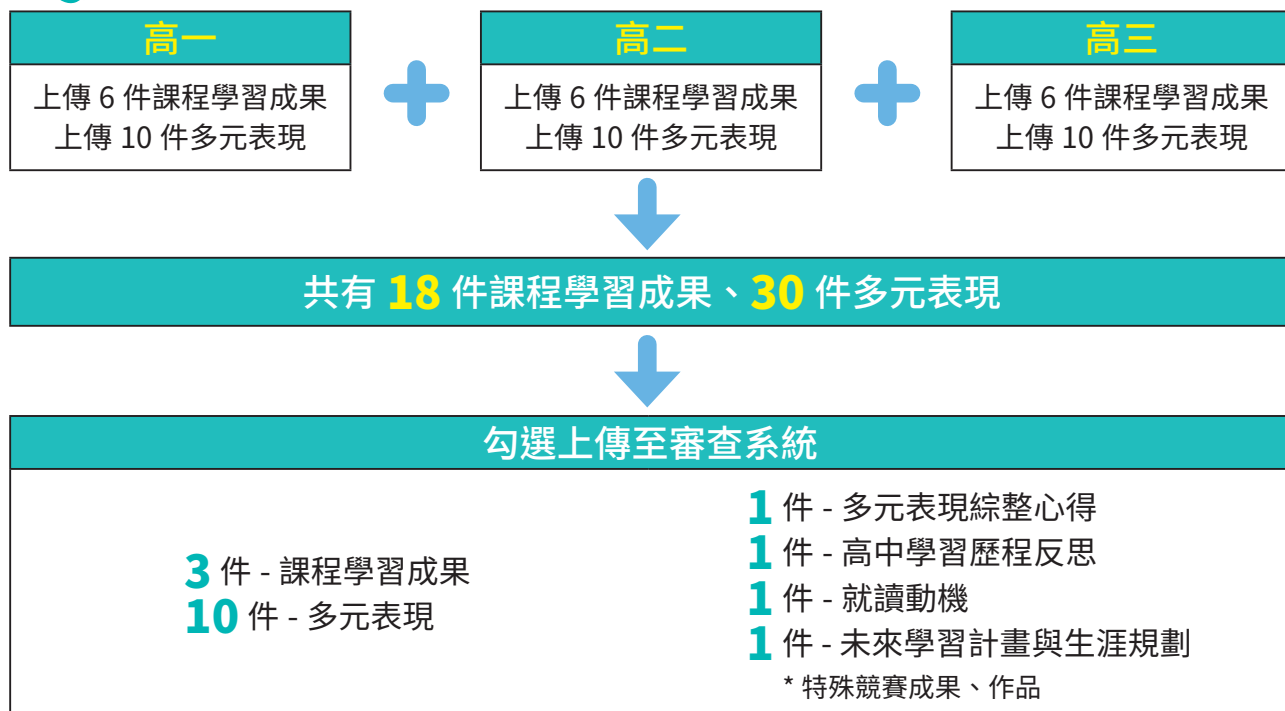 高一
上傳 6 件課程學習成果
上傳 10 件多元表現
高二
上傳 6 件課程學習成果
上傳 10 件多元表現
高三
上傳 6 件課程學習成果
上傳 10 件多元表現
共有 18 件課程學習成果、30 件多元表現
勾選上傳至審查系統
3 件 - 課程學習成果
10 件 - 多元表現
1 件 - 多元表現綜整心得
1 件 - 高中學習歷程反思
1 件 - 就讀動機
1 件 - 未來學習計畫與生涯規劃
* 特殊競賽成果、作品